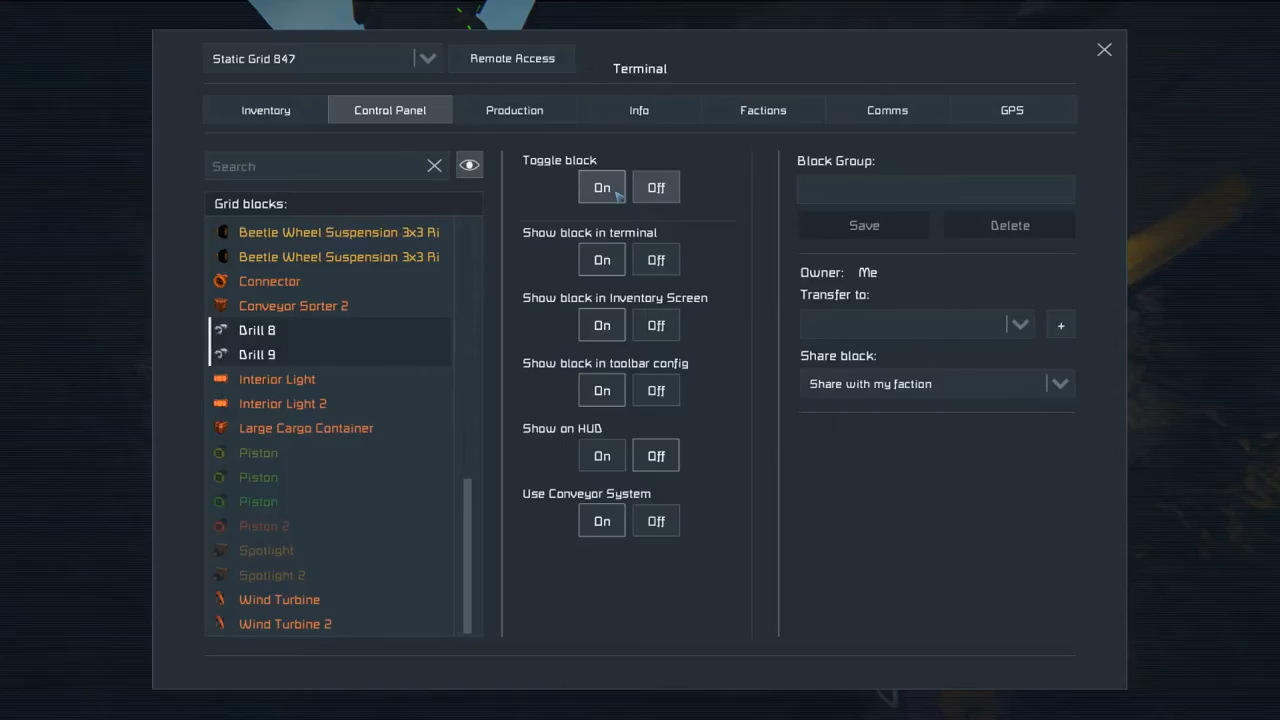 Static Grid 847
Remote Access
Terminal
Inventory
Control Panel
Production
Info
Factions
Comms
GPS
Search
Grid blocks:
Beetle Wheel Suspension 3x3 Ri
Beetle Wheel Suspension 3x3 Ri
Connector
Conveyor Sorter 2
Drill 8
Drill 9
Interior Light
Interior Light 2
Large Cargo Container
Piston
Piston
Piston
Piston 2
Spotlight
Spotlight 2
Wind Turbine
Wind Turbine 2
Toggle block
On Off
Show block in terminal
On Off
Show block in Inventory Screen
On Off
Show block in toolbar config
On Off
Show on HUD
On Off
Use Conveyor System
On Off
Block Group:
Save Delete
Owner: Me
Transfer to:
+
Share block:
Share with my faction